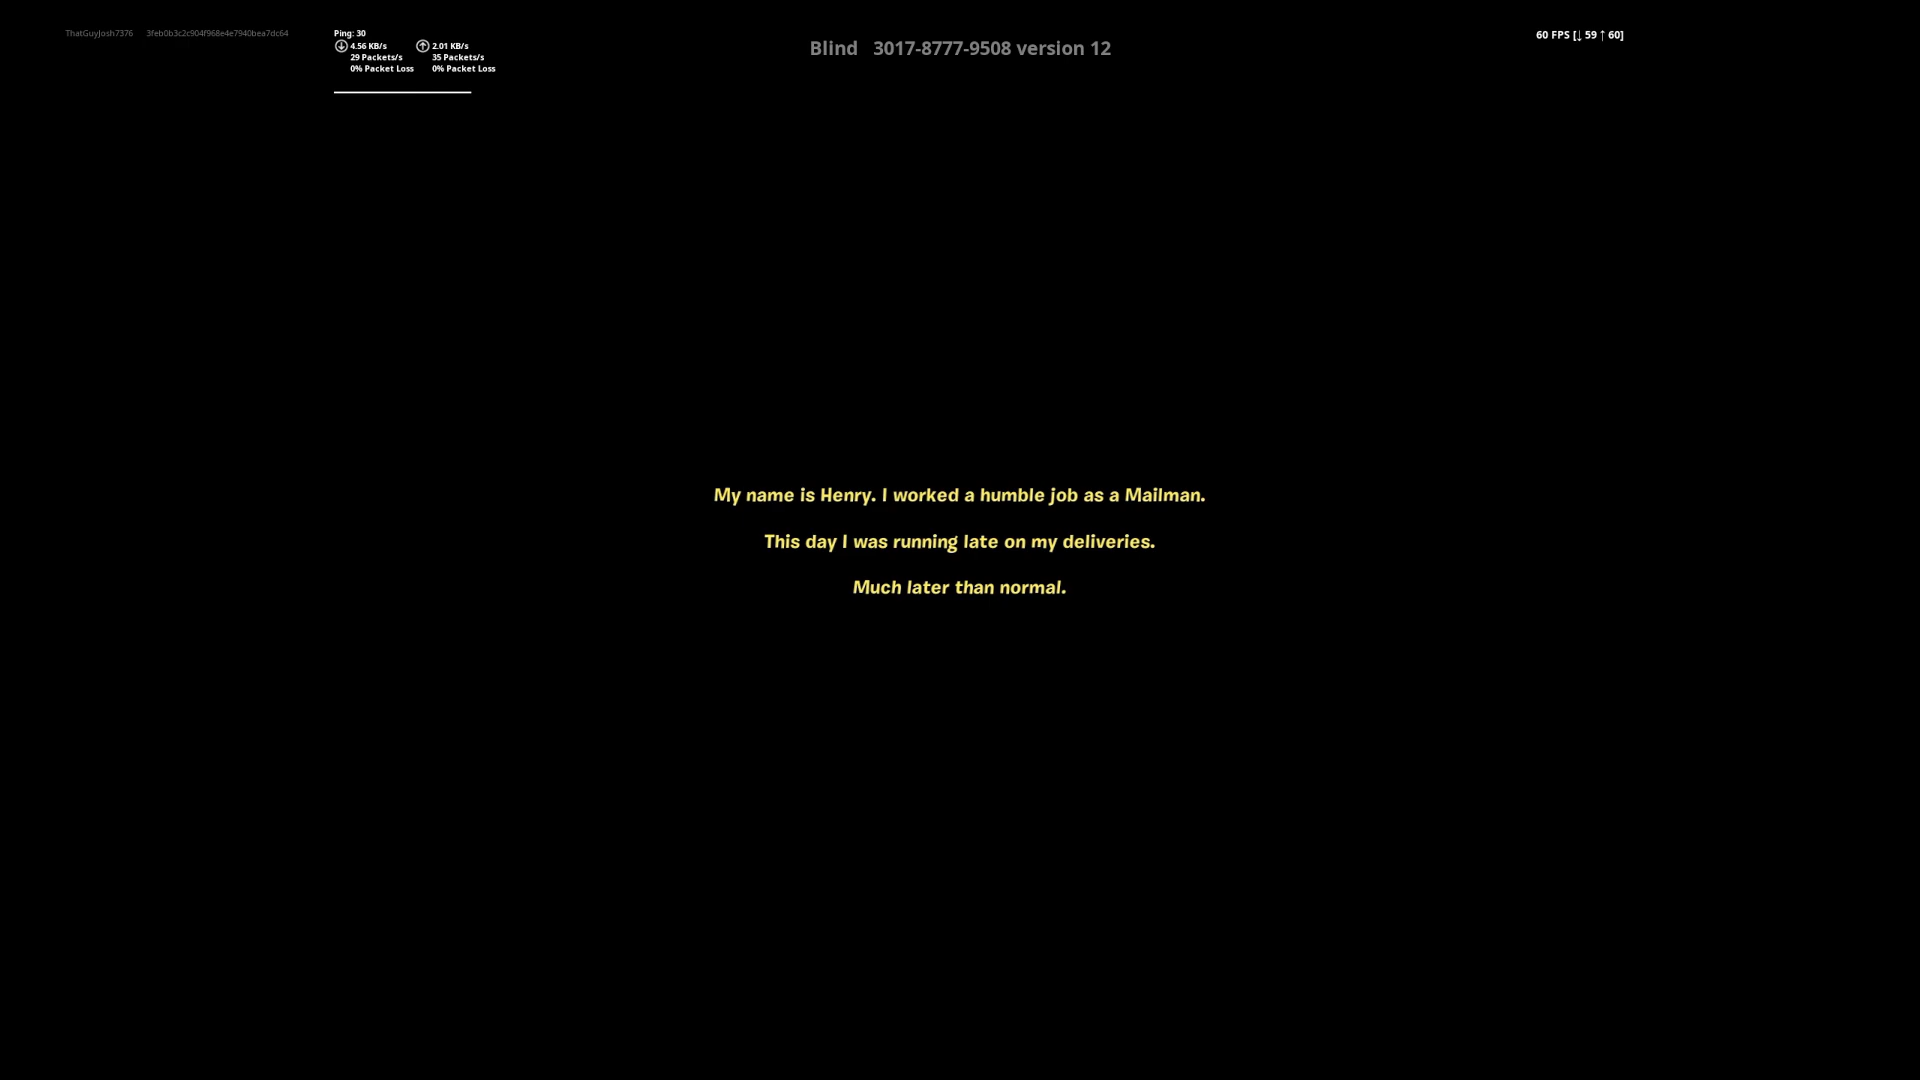 ThatGuyJosh7376 3feb0b3c2c904f968e4e7940bea7dc64
Ping: 30
4.56 KB/s 2.01 KB/s
29 Packets/s 35 Packets/s
0% Packet Loss 0% Packet Loss
Blind 3017-8777-9508 version 12
60 FPS [↓ 59 ↑ 60]
My name is Henry. I worked a humble job as a Mailman.
This day I was running late on my deliveries.
Much later than normal.